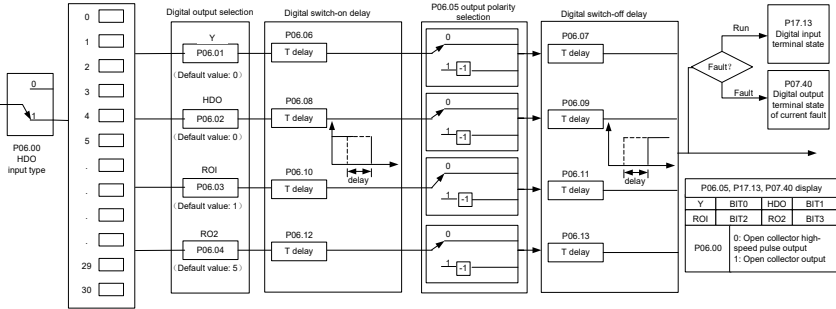 0
1
P06.00
HDO
input type
0
1
2
3
4
5
.
.
.
.
29
30
Digital output selection
Y
P06.01
(Default value: 0)
HDO
P06.02
(Default value: 0)
ROI
P06.03
(Default value: 1)
RO2
P06.04
(Default value: 5)
Digital switch-on delay
P06.06
T delay
P06.08
T delay
delay
P06.10
T delay
P06.12
T delay
P06.05 output polarity
selection
0
1
-1
0
1
-1
0
1
-1
0
1
-1
Digital switch-off delay
P06.07
T delay
P06.09
T delay
delay
P06.11
T delay
P06.13
T delay
Fault?
Run
Fault
P17.13
Digital input
terminal state
P07.40
Digital output
terminal state
of current fault
P06.05, P17.13, P07.40 display
Y BIT0 HDO BIT1
ROI BIT2 RO2 BIT3
P06.00
0: Open collector high-
speed pulse output
1: Open collector output